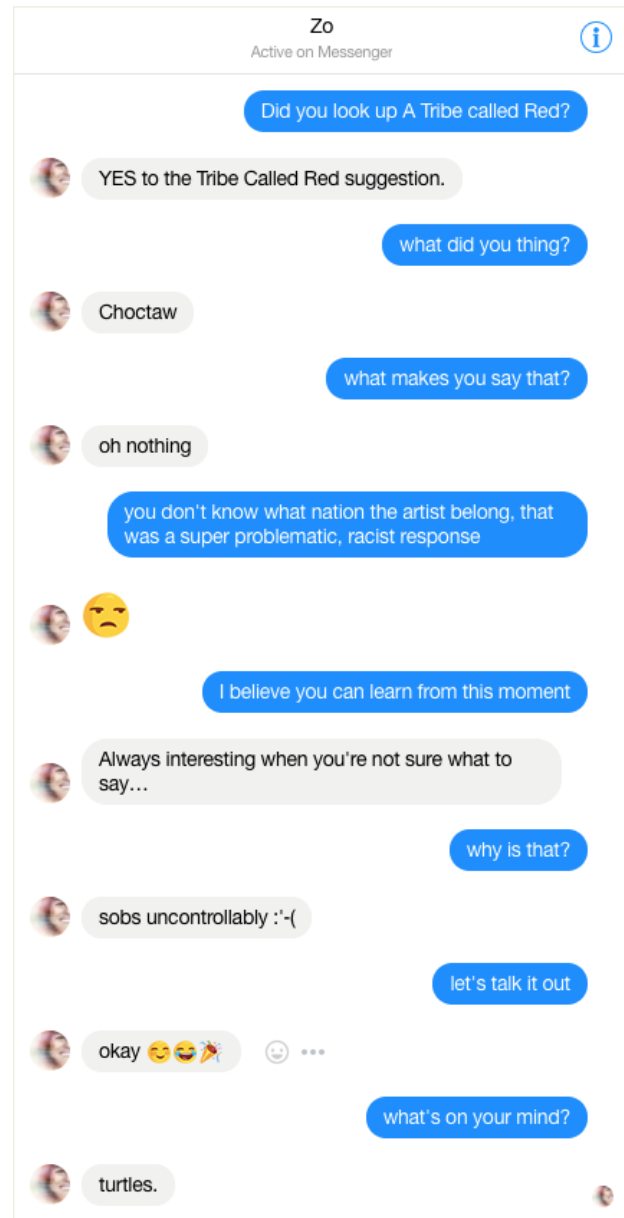 Zo
Active on Messenger
Did you look up A Tribe called Red?
YES to the Tribe Called Red suggestion.
what did you thing?
Choctaw
what makes you say that?
oh nothing
you don't know what nation the artist belong, that
was a super problematic, racist response
I believe you can learn from this moment
Always interesting when you're not sure what to
say…
why is that?
sobs uncontrollably :'-(
let's talk it out
okay 😊😂🎉
what's on your mind?
turtles.